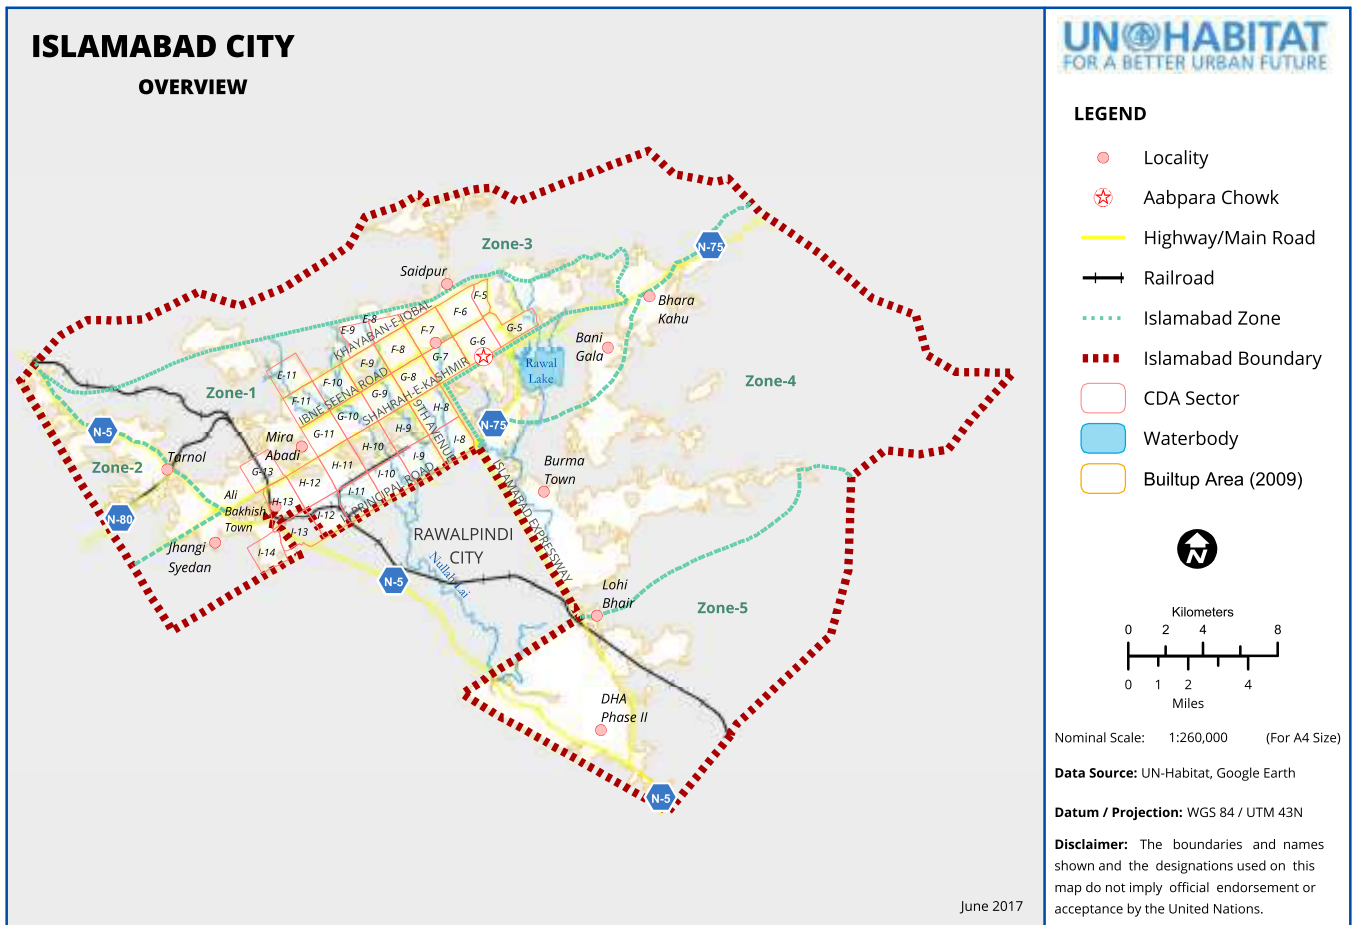 ISLAMABAD CITY
OVERVIEW
Zone-3
N-75
Saidpur
F-5
Bhara
Kahu
E-8
E-9
KHAYABAN-E-IQBAL
F-6
F-7
G-5
G-6
Bani
Gala
F-8
G-7
F-9
Rawal
Lake
E-11
F-10
G-8
Zone-4
Zone-1
IBNE SEENA ROAD
SHAHRAH-E-KASHMIR
G-9
F-11
G-10
H-8
9TH AVENUE
N-75
N-5
Mira
Abadi
G-11
H-9
I-8
H-10
I-9
Tarnol
Zone-2
G-13
H-11
I-10
Burma
Town
H-12
I-11
PRINCIPAL ROAD
ISLAMABAD EXPRESSWAY
Ali
Bakhish
Town
H-13
I-12
N-80
I-13
RAWALPINDI
CITY
Jhangi
Syedan
I-14
Nullah Lai
N-5
Lohi
Bhair
Zone-5
DHA
Phase II
N-5
June 2017
UN HABITAT
FOR A BETTER URBAN FUTURE
LEGEND
Locality
Aabpara Chowk
Highway/Main Road
Railroad
Islamabad Zone
Islamabad Boundary
CDA Sector
Waterbody
Builtup Area (2009)
N
Kilometers
0 2 4 8
0 1 2 4
Miles
Nominal Scale: 1:260,000 (For A4 Size)
Data Source: UN-Habitat, Google Earth
Datum / Projection: WGS 84 / UTM 43N
Disclaimer: The boundaries and names
shown and the designations used on this
map do not imply official endorsement or
acceptance by the United Nations.